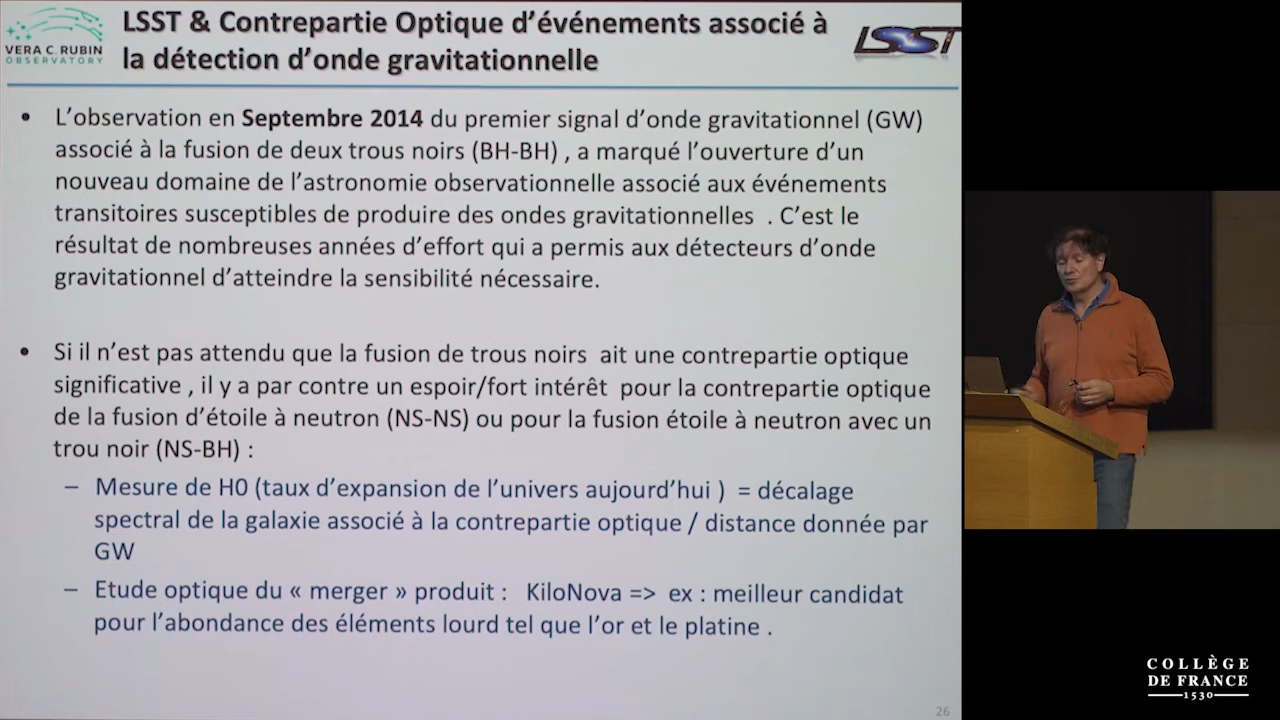 VERA C. RUBIN
OBSERVATORY
LSST & Contrepartie Optique d'événements associé à
la détection d'onde gravitationnelle
LSST
• L'observation en Septembre 2014 du premier signal d'onde gravitationnel (GW)
associé à la fusion de deux trous noirs (BH-BH) , a marqué l'ouverture d'un
nouveau domaine de l'astronomie observationnelle associé aux événements
transitoires susceptibles de produire des ondes gravitationnelles . C'est le
résultat de nombreuses années d'effort qui a permis aux détecteurs d'onde
gravitationnel d'atteindre la sensibilité nécessaire.
• Si il n'est pas attendu que la fusion de trous noirs ait une contrepartie optique
significative , il y a par contre un espoir/fort intérêt pour la contrepartie optique
de la fusion d'étoile à neutron (NS-NS) ou pour la fusion étoile à neutron avec un
trou noir (NS-BH) :
– Mesure de H0 (taux d'expansion de l'univers aujourd'hui ) = décalage
spectral de la galaxie associé à la contrepartie optique / distance donnée par
GW
– Etude optique du « merger » produit : KiloNova => ex : meilleur candidat
pour l'abondance des éléments lourd tel que l'or et le platine .
26
COLLÈGE
DE FRANCE
1530